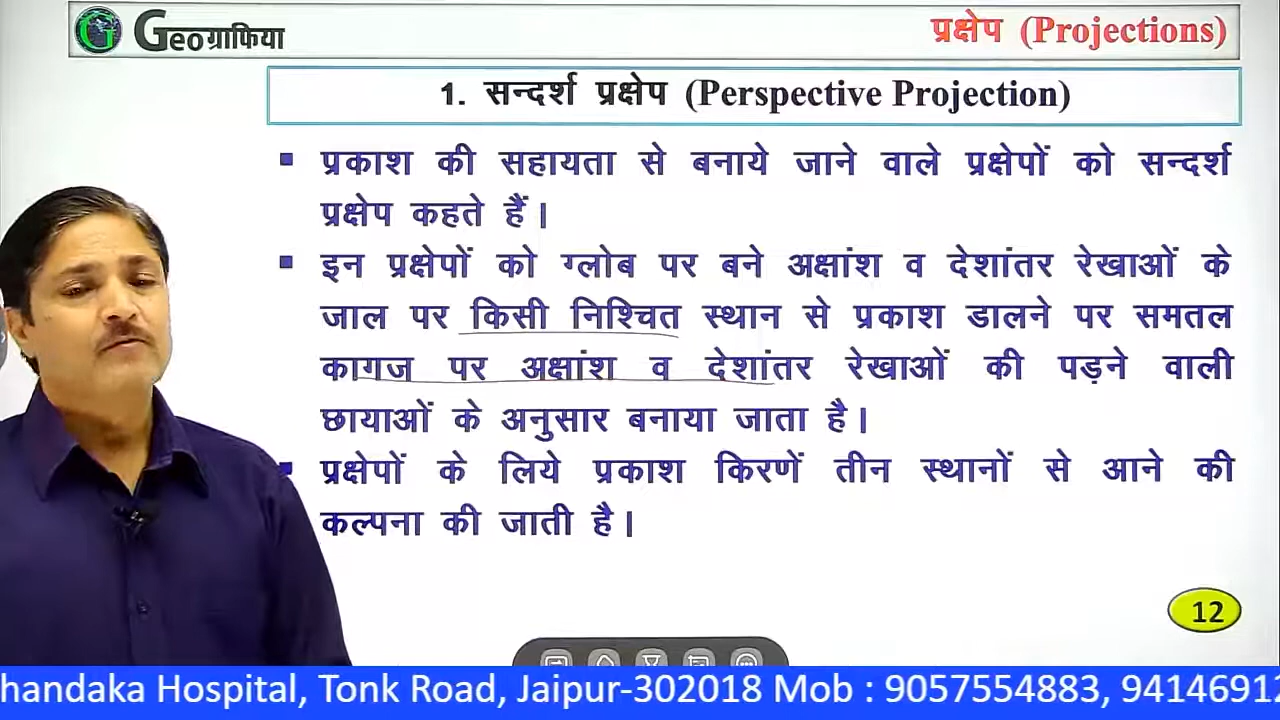 Geoग्राफिया
प्रक्षेप (Projections)
1. सन्दर्श प्रक्षेप (Perspective Projection)
▪ प्रकाश की सहायता से बनाये जाने वाले प्रक्षेपों को सन्दर्श
प्रक्षेप कहते हैं।
▪ इन प्रक्षेपों को ग्लोब पर बने अक्षांश व देशांतर रेखाओं के
जाल पर किसी निश्चित स्थान से प्रकाश डालने पर समतल
कागज पर अक्षांश व देशांतर रेखाओं की पड़ने वाली
छायाओं के अनुसार बनाया जाता है।
▪ प्रक्षेपों के लिये प्रकाश किरणें तीन स्थानों से आने की
कल्पना की जाती है।
12
handaka Hospital, Tonk Road, Jaipur-302018 Mob : 9057554883, 9414691